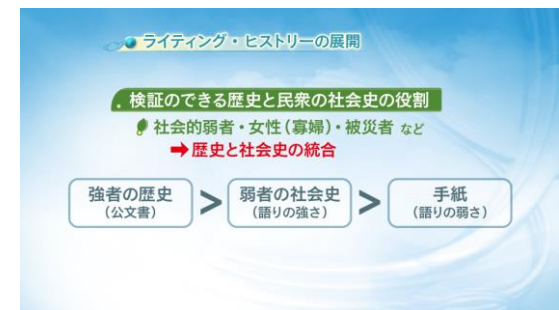 ライティング・ヒストリーの展開
. 検証のできる歴史と民衆の社会史の役割
社会的弱者・女性(寡婦)・被災者 など
➡ 歴史と社会史の統合
強者の歴史 > 弱者の社会史 > 手紙
(公文書) (語りの強さ) (語りの弱さ)